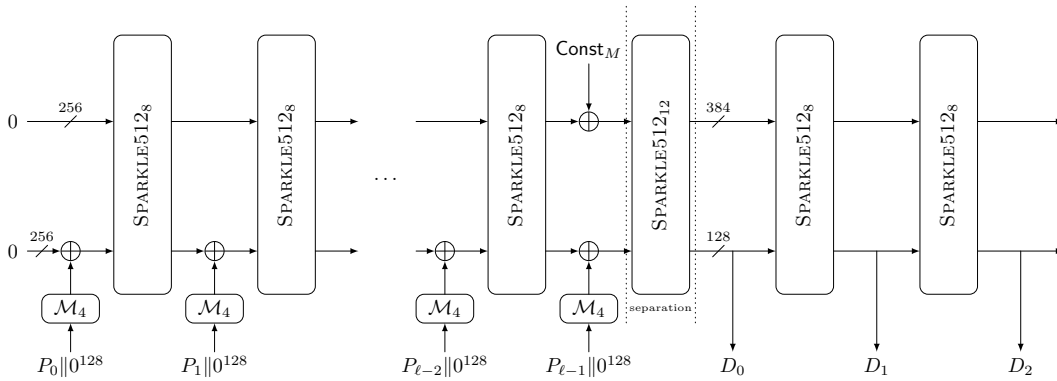 Const_M
0
256
SPARKLE512_8
SPARKLE512_8
SPARKLE512_8
SPARKLE512_12
384
SPARKLE512_8
SPARKLE512_8
...
0
256
128
M_4
M_4
M_4
M_4
separation
P_0‖0^128
P_1‖0^128
P_{ℓ−2}‖0^128
P_{ℓ−1}‖0^128
D_0
D_1
D_2